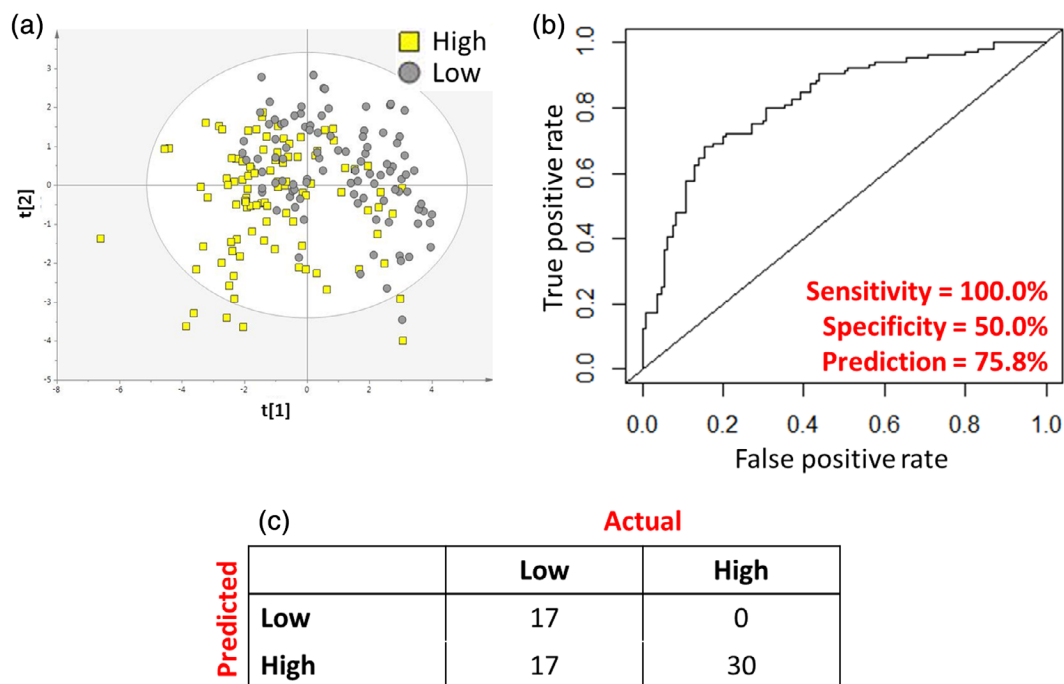 (a)
High
Low
3
2
1
0
-1
-2
-3
-4
-5
t[2]
-8 -6 -4 -2 0 2 4
t[1]
(b)
1.0
0.8
0.6
0.4
0.2
0.0
True positive rate
Sensitivity = 100.0%
Specificity = 50.0%
Prediction = 75.8%
0.0 0.2 0.4 0.6 0.8 1.0
False positive rate
(c)
Actual
Predicted
Low High
Low 17 0
High 17 30